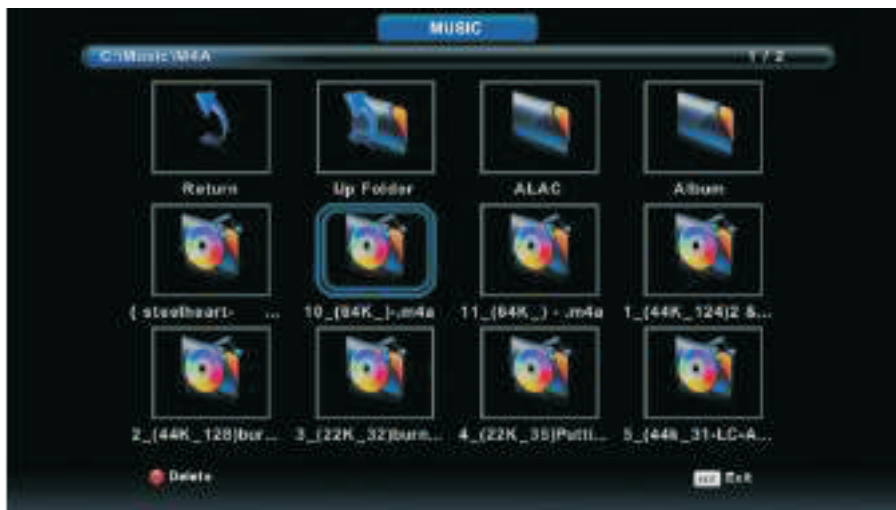 MUSIC
C:\Music\M4A 1 / 2
Return Up Folder ALAC Album
( steelheart- ... 10_(64K_)-.m4a 11_(64K_) - .m4a 1_(44K_124)2 &...
2_(44K_128)bur... 3_(22K_32)burn... 4_(22K_35)Putti... 5_(44k_31-LC-A...
Delete Exit